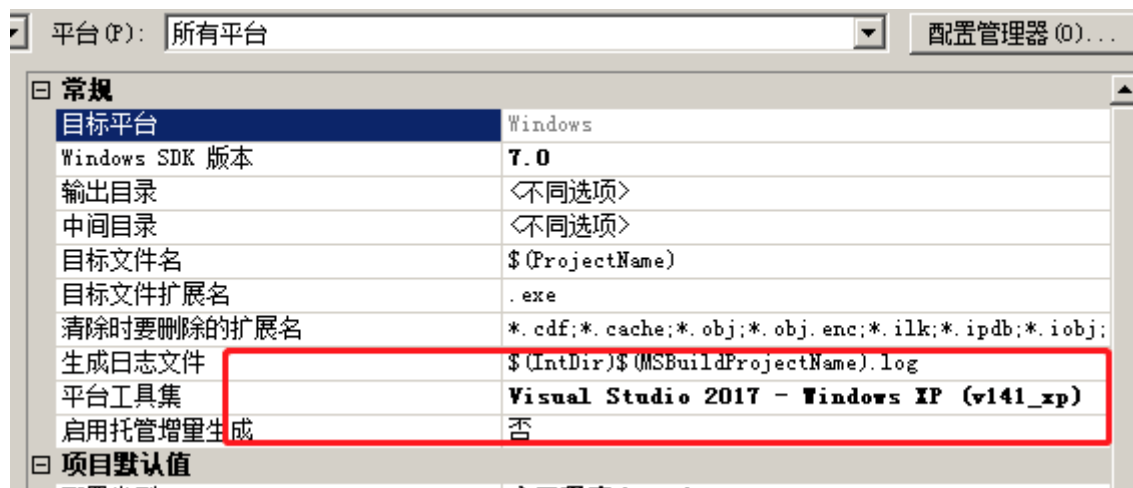 平台(P): 所有平台 配置管理器(O)...
常规
目标平台 Windows
Windows SDK 版本 7.0
输出目录 <不同选项>
中间目录 <不同选项>
目标文件名 $(ProjectName)
目标文件扩展名 .exe
清除时要删除的扩展名 *.cdf;*.cache;*.obj;*.obj.enc;*.ilk;*.ipdb;*.iobj;
生成日志文件 $(IntDir)$(MSBuildProjectName).log
平台工具集 Visual Studio 2017 - Windows XP (v141_xp)
启用托管增量生成 否
项目默认值